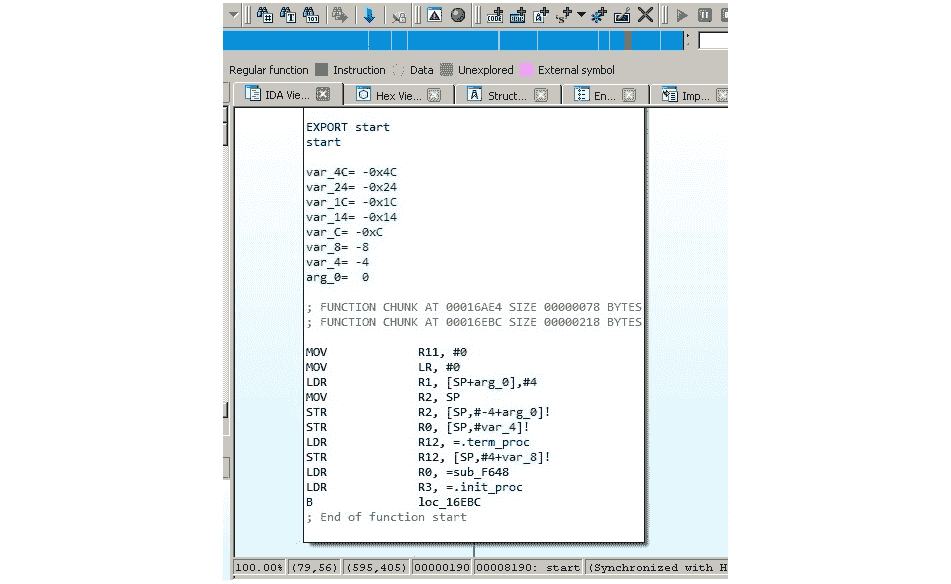 Regular function Instruction Data Unexplored External symbol
IDA Vie... Hex Vie... Struct... En... Imp...
EXPORT start
start
var_4C= -0x4C
var_24= -0x24
var_1C= -0x1C
var_14= -0x14
var_C= -0xC
var_8= -8
var_4= -4
arg_0= 0
; FUNCTION CHUNK AT 00016AE4 SIZE 00000078 BYTES
; FUNCTION CHUNK AT 00016EBC SIZE 00000218 BYTES
MOV R11, #0
MOV LR, #0
LDR R1, [SP+arg_0],#4
MOV R2, SP
STR R2, [SP,#-4+arg_0]!
STR R0, [SP,#var_4]!
LDR R12, =.term_proc
STR R12, [SP,#4+var_8]!
LDR R0, =sub_F648
LDR R3, =.init_proc
B loc_16EBC
; End of function start
100.00% (79,56) (595,405) 00000190 00008190: start (Synchronized with H